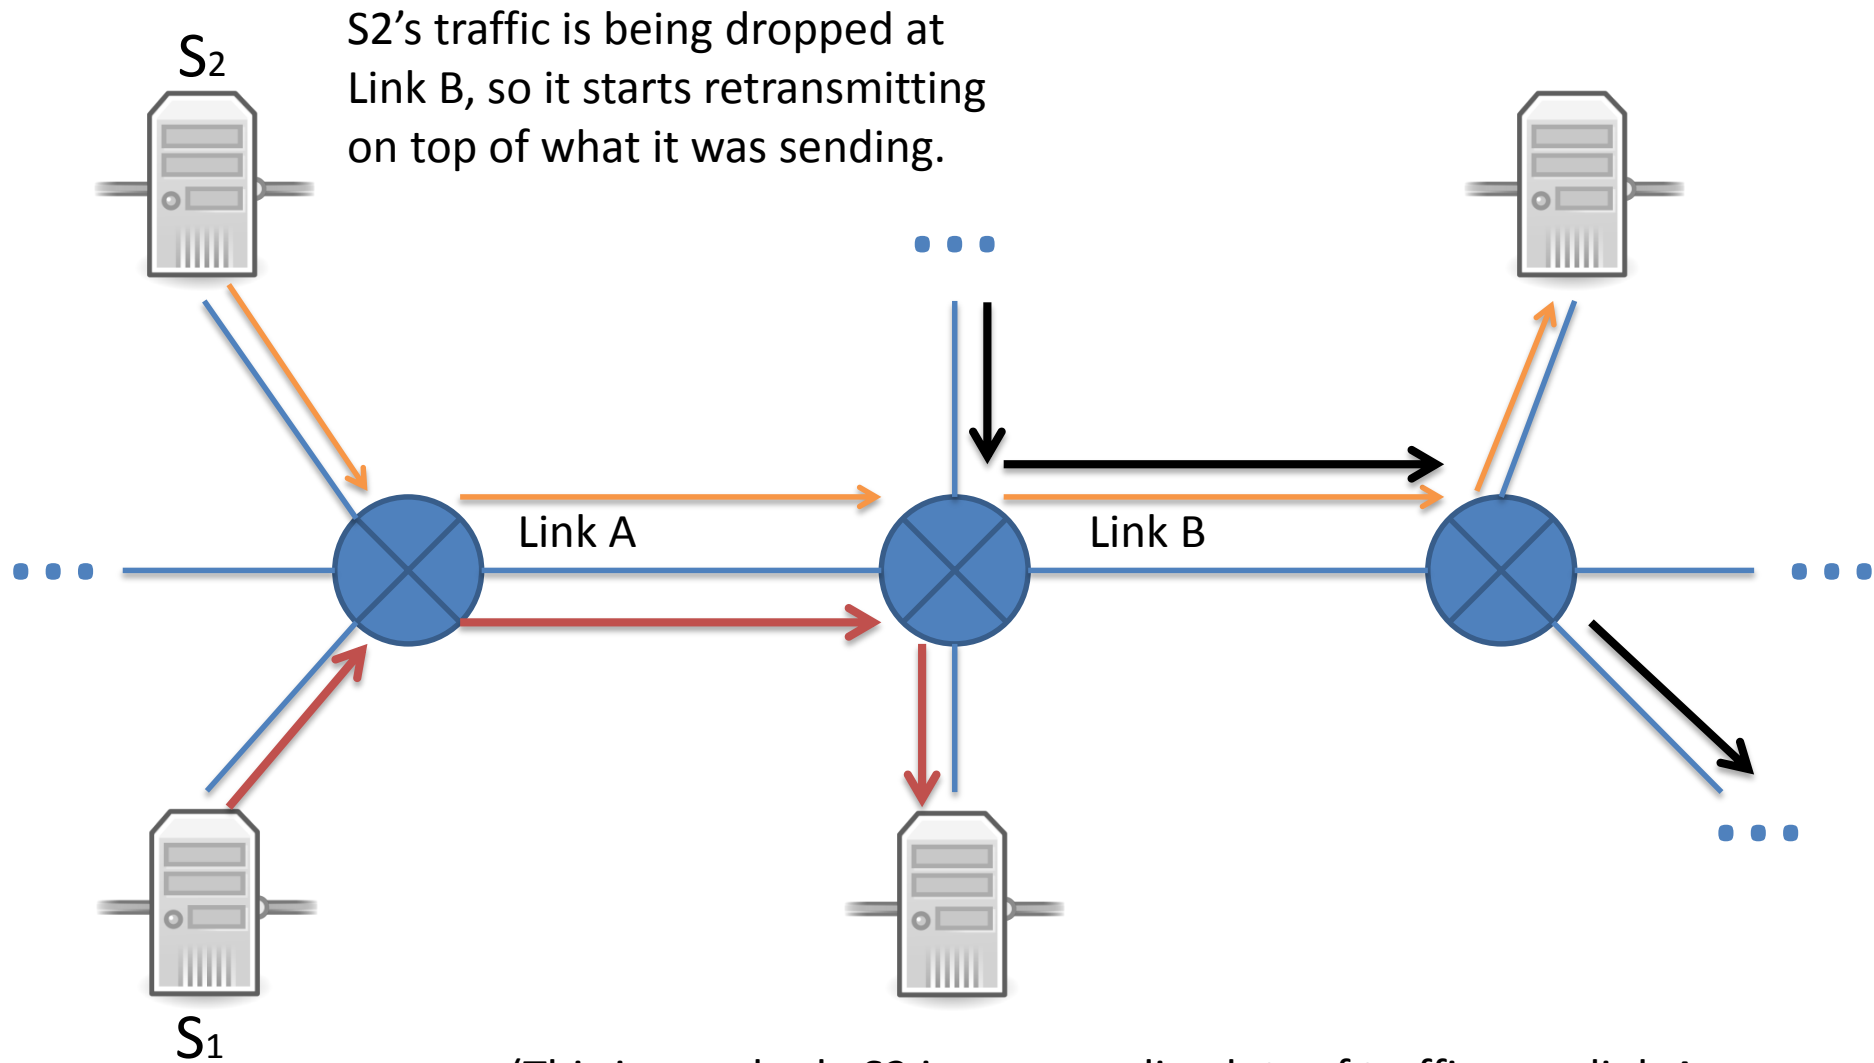 S2
S2’s traffic is being dropped at
Link B, so it starts retransmitting
on top of what it was sending.
Link A
Link B
S1